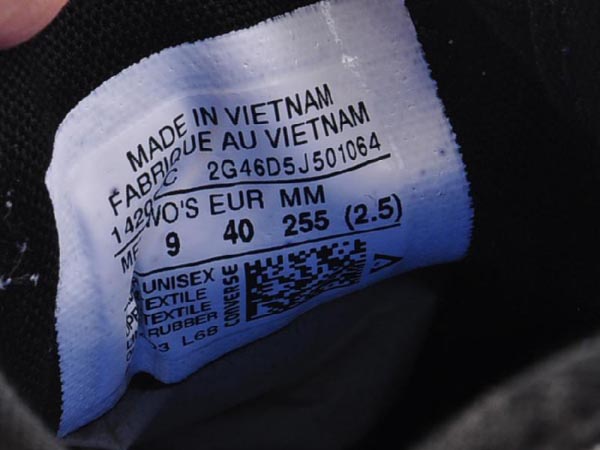 MADE IN VIETNAM
FABRIQUE AU VIETNAM
2G46D5J501064
WO'S EUR MM
9 40 255 (2.5)
UNISEX
TEXTILE
TEXTILE
RUBBER
L6B
CONVERSE
V